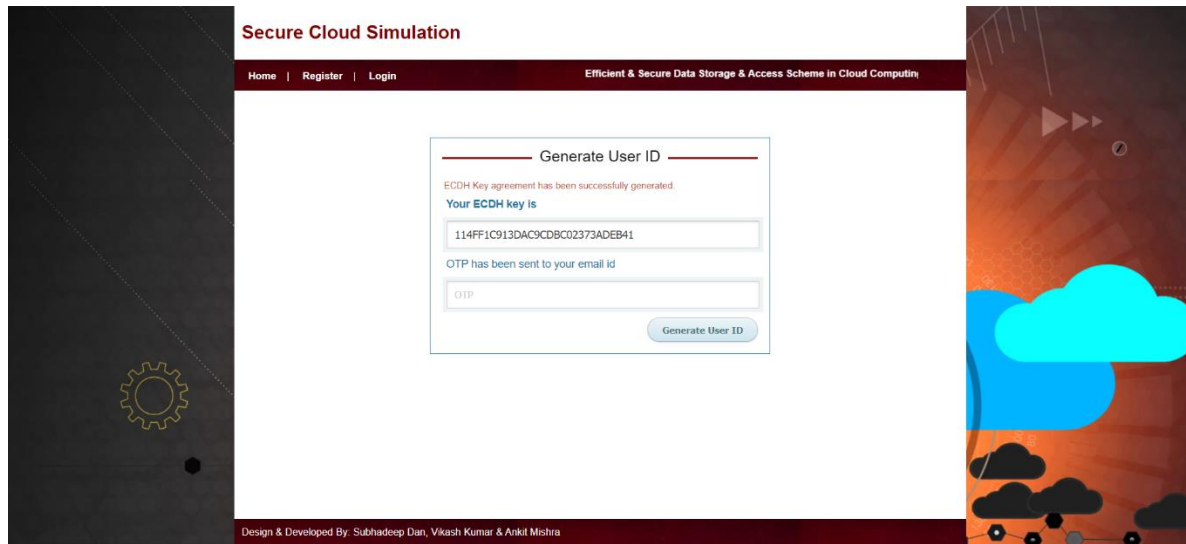 Secure Cloud Simulation
Home | Register | Login
Efficient & Secure Data Storage & Access Scheme in Cloud Computin
Generate User ID
ECDH Key agreement has been successfully generated.
Your ECDH key is
114FF1C913DAC9CDBC02373ADEB41
OTP has been sent to your email id
OTP
Generate User ID
Design & Developed By: Subhadeep Dan, Vikash Kumar & Ankit Mishra